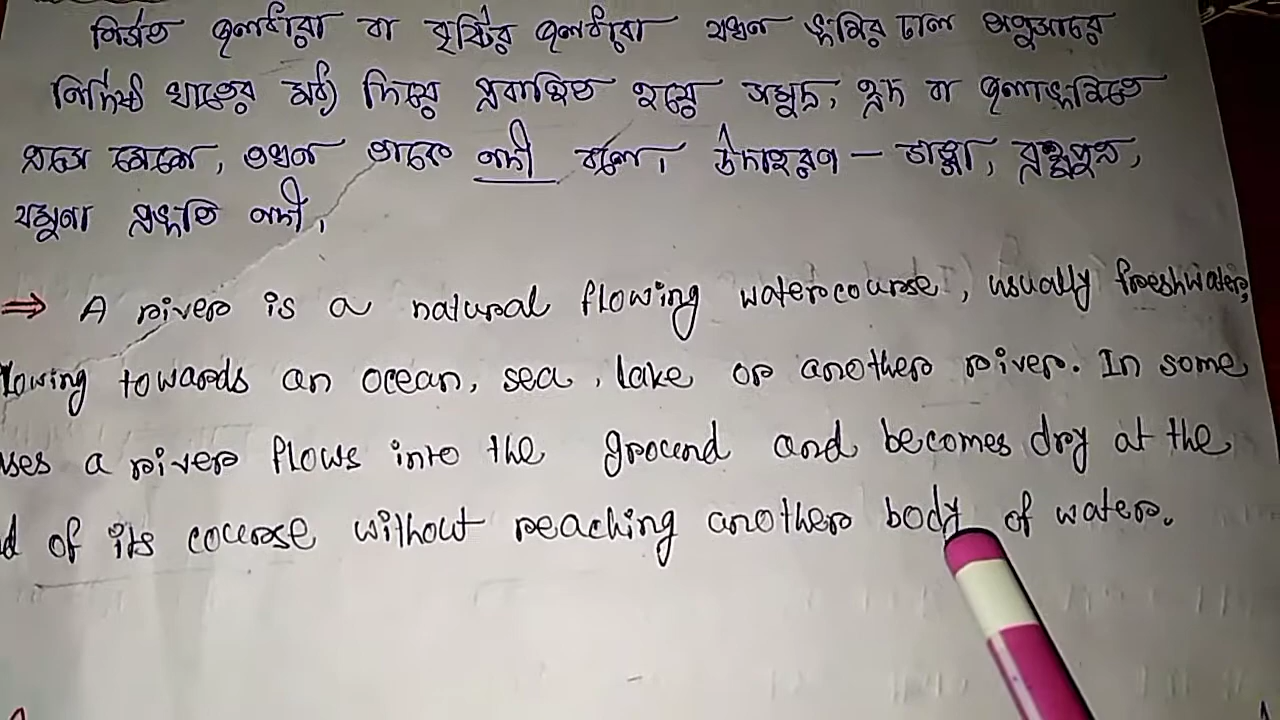 নির্গত জলধারা বা বৃষ্টির জলধারা যখন ভূমির ঢাল অনুসারে
নির্দিষ্ট খাতের মধ্য দিয়ে প্রবাহিত হয়ে সমুদ্র, হ্রদ বা জলাভূমিতে
এসে মেশে, তখন তাকে নদী বলে। উদাহরণ – গঙ্গা, ব্রহ্মপুত্র,
যমুনা প্রভৃতি নদী।
⇒ A river is a natural flowing watercourse, usually freshwater,
lowing towards an ocean, sea, lake or another river. In some
ses a river flows into the ground and becomes dry at the
d of its course without reaching another body of water.